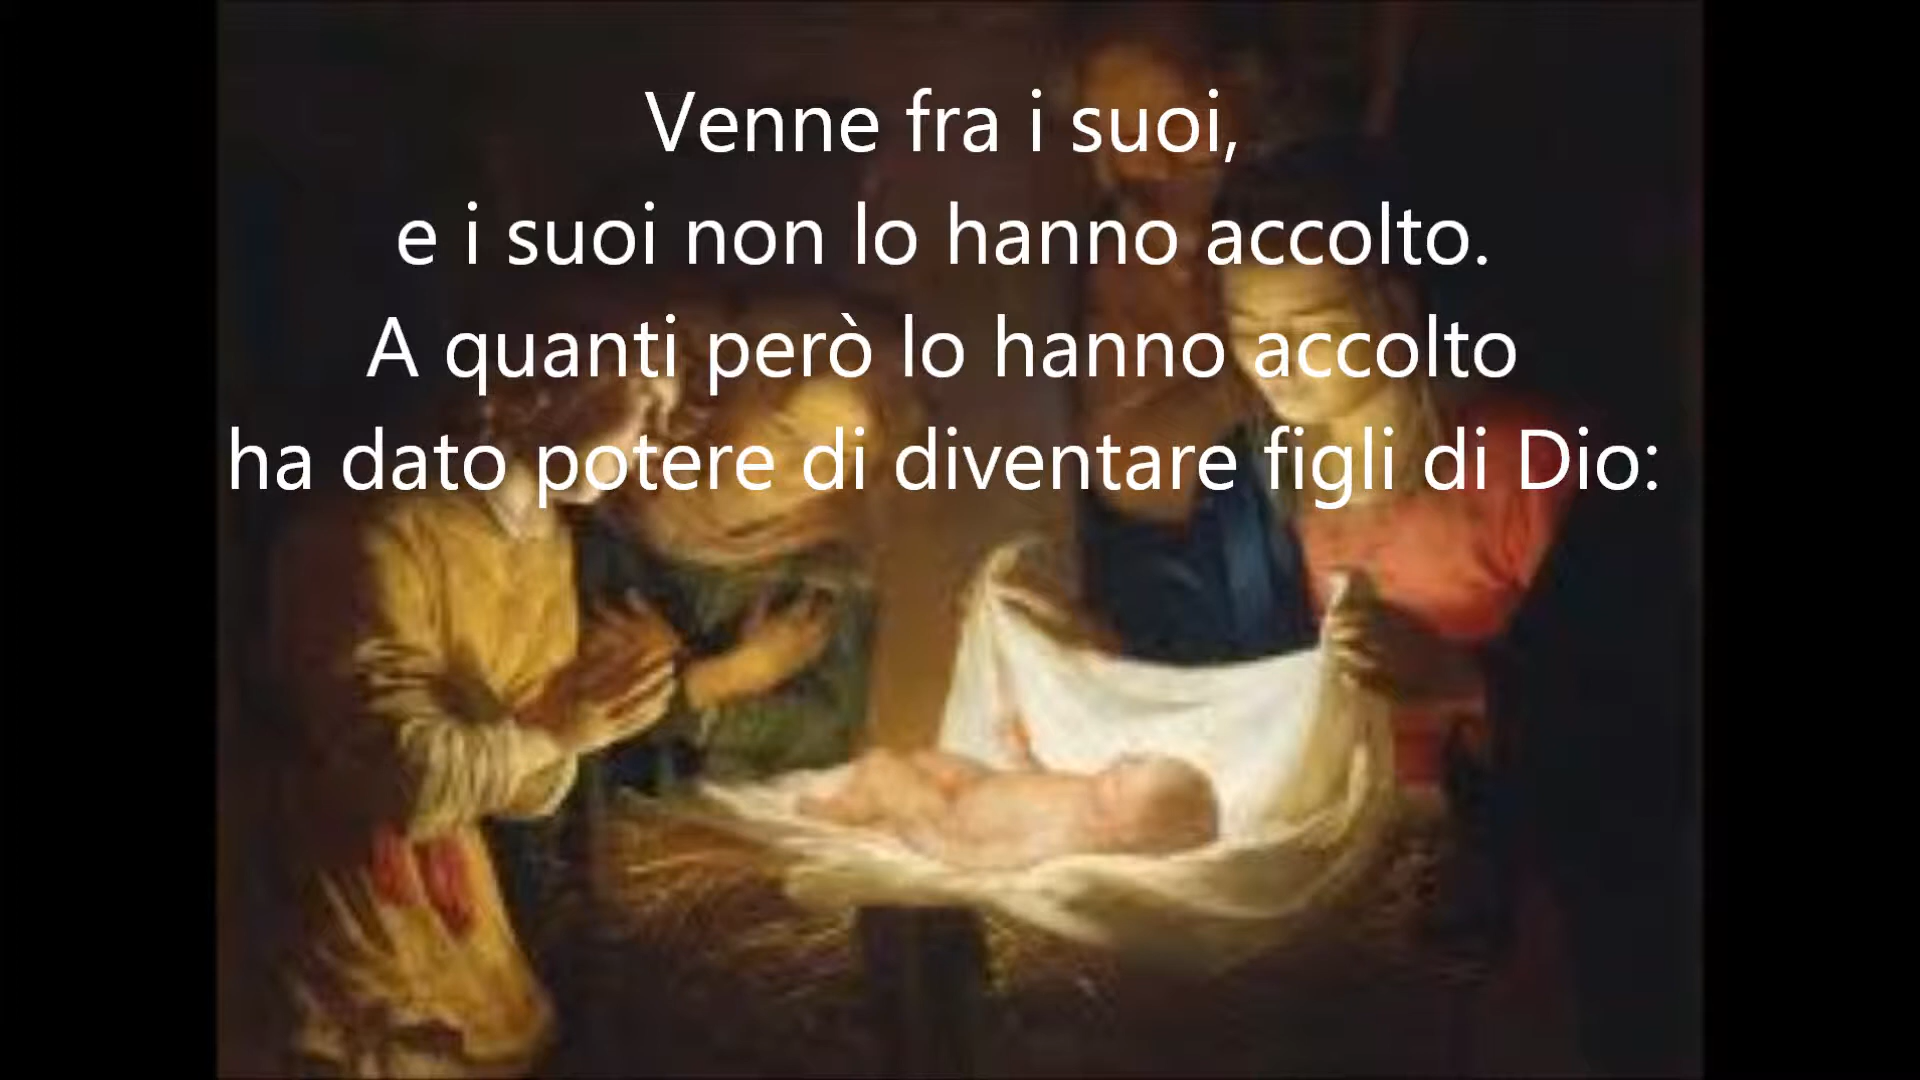 Venne fra i suoi,
e i suoi non lo hanno accolto.
A quanti però lo hanno accolto
ha dato potere di diventare figli di Dio: